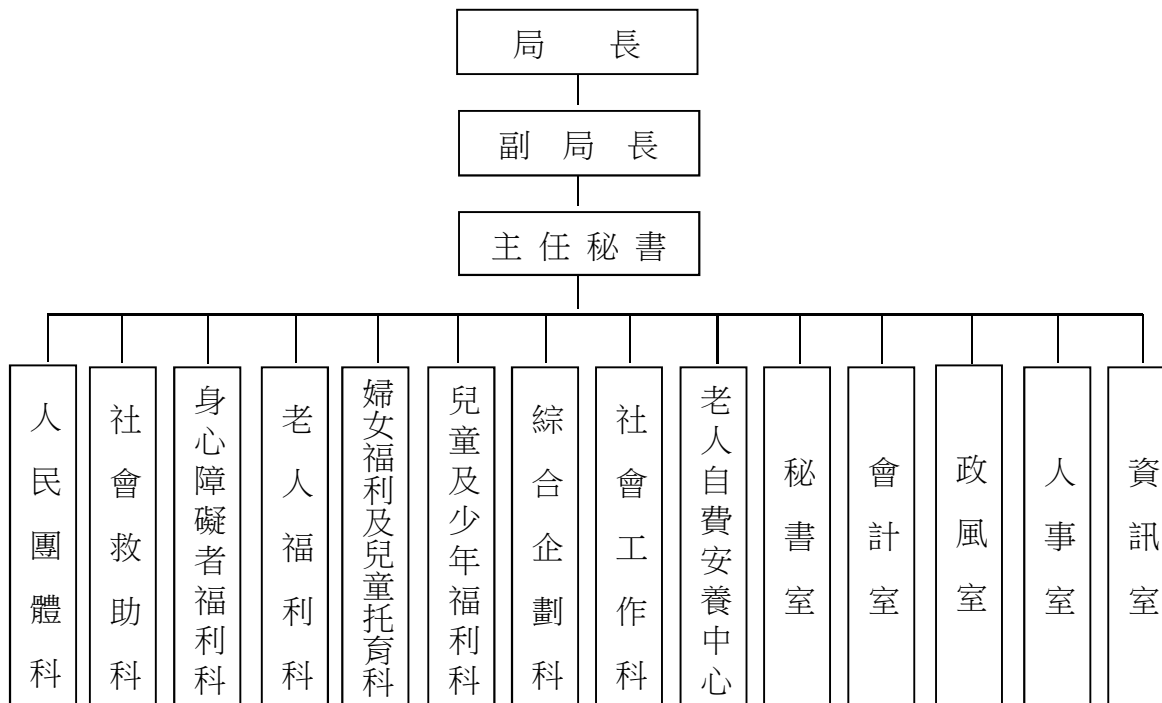 局長
副局長
主任秘書
人民團體科
社會救助科
身心障礙者福利科
老人福利科
婦女福利及兒童托育科
兒童及少年福利科
綜合企劃科
社會工作科
老人自費安養中心
秘書室
會計室
政風室
人事室
資訊室